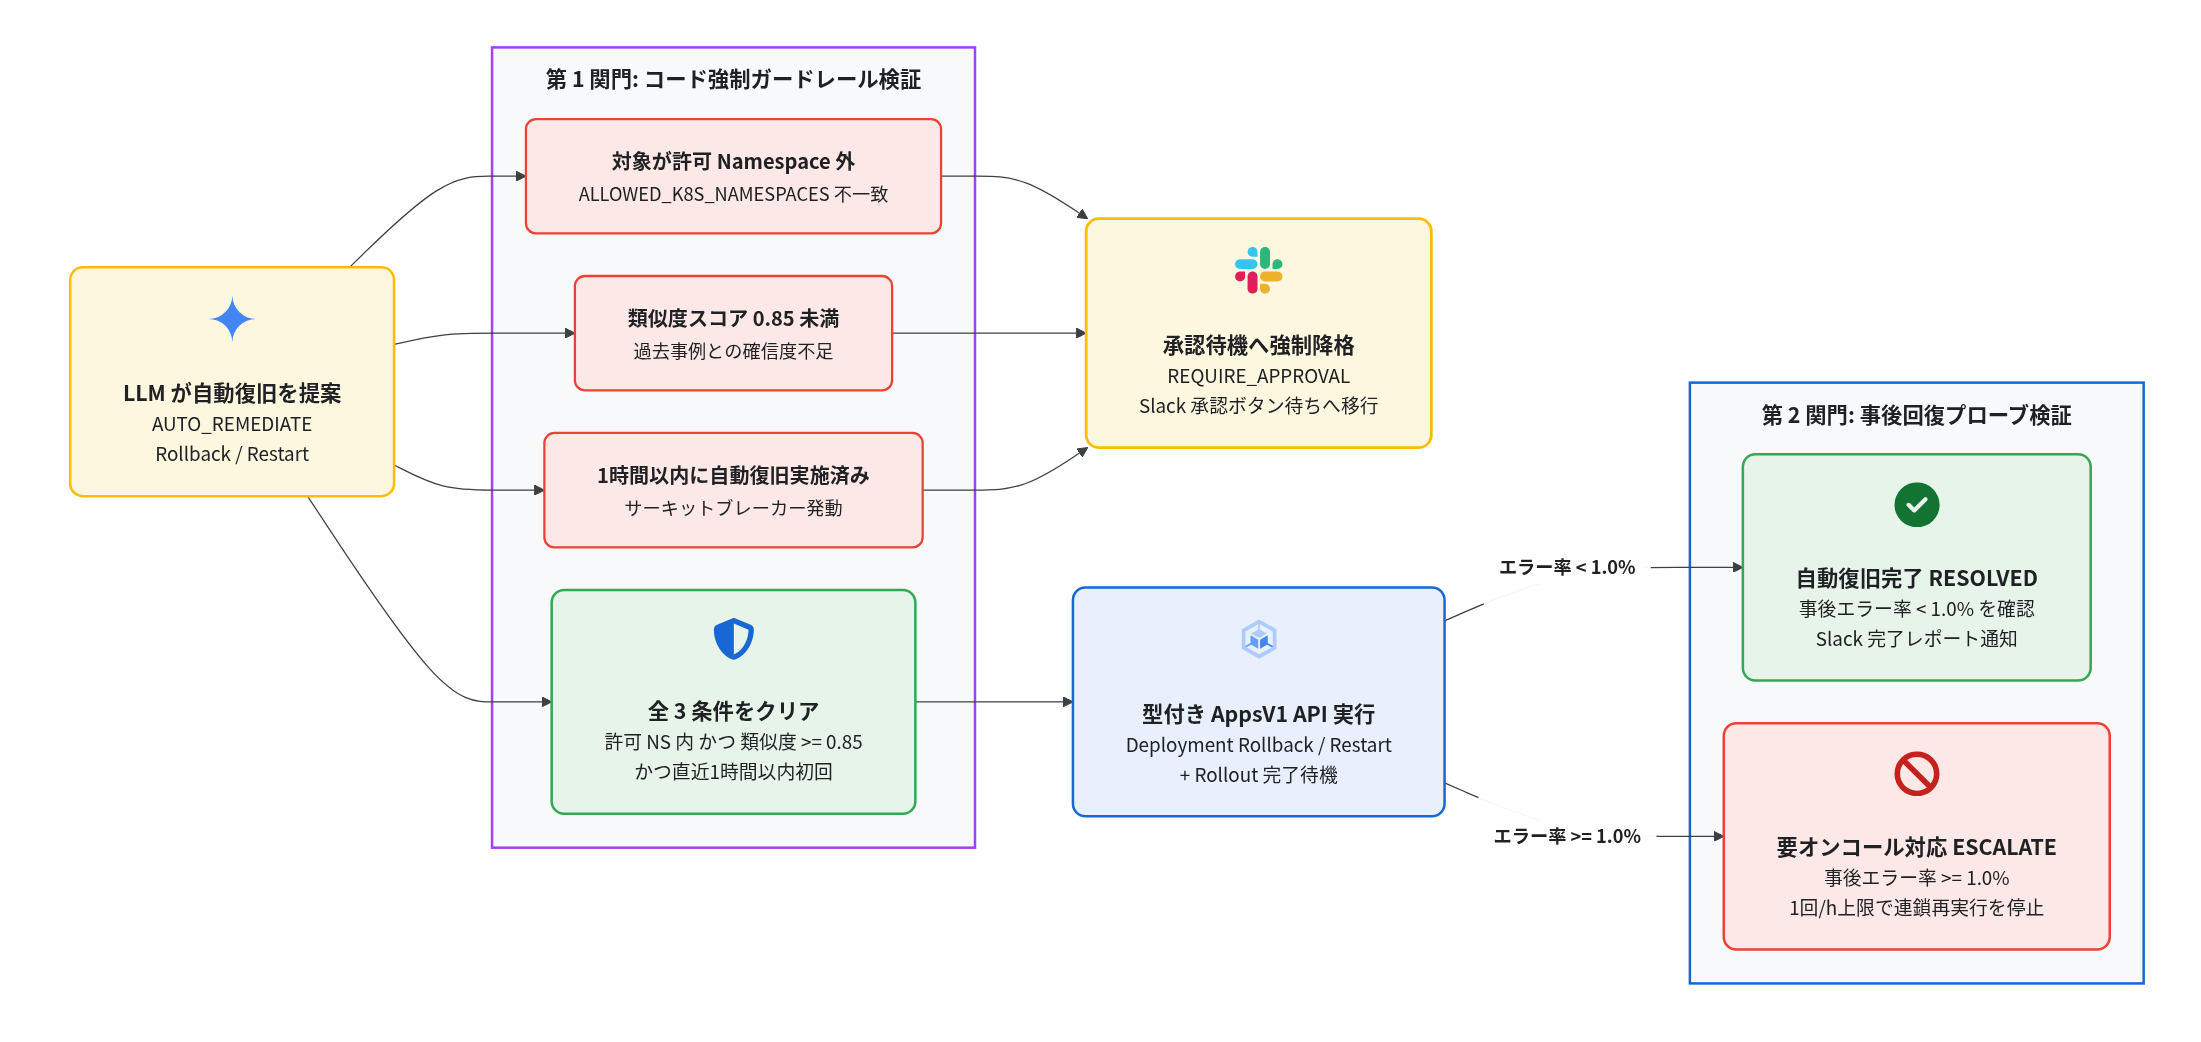 第 1 関門: コード強制ガードレール検証
対象が許可 Namespace 外
ALLOWED_K8S_NAMESPACES 不一致
類似度スコア 0.85 未満
過去事例との確信度不足
1時間以内に自動復旧実施済み
サーキットブレーカー発動
全 3 条件をクリア
許可 NS 内 かつ 類似度 >= 0.85
かつ直近1時間以内初回
LLM が自動復旧を提案
AUTO_REMEDIATE
Rollback / Restart
承認待機へ強制降格
REQUIRE_APPROVAL
Slack 承認ボタン待ちへ移行
型付き AppsV1 API 実行
Deployment Rollback / Restart
+ Rollout 完了待機
エラー率 < 1.0%
エラー率 >= 1.0%
第 2 関門: 事後回復プローブ検証
自動復旧完了 RESOLVED
事後エラー率 < 1.0% を確認
Slack 完了レポート通知
要オンコール対応 ESCALATE
事後エラー率 >= 1.0%
1回/h上限で連鎖再実行を停止